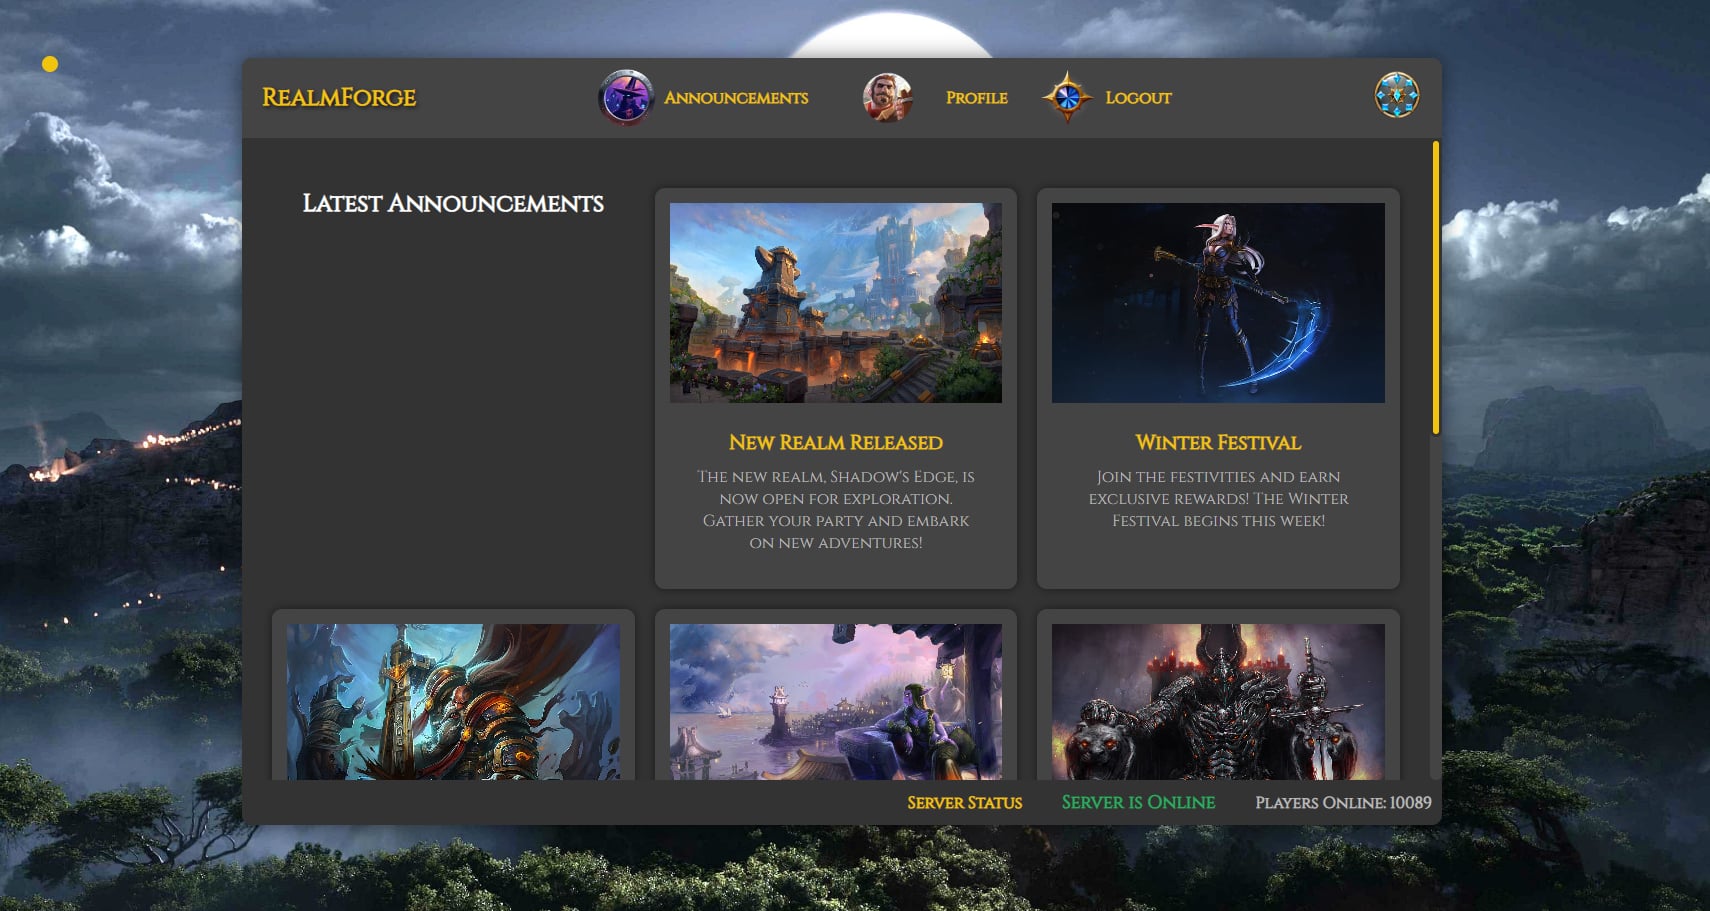 RealmForge
Announcements
Profile
Logout
Latest Announcements
New Realm Released
The new realm, Shadow's Edge, is
now open for exploration.
Gather your party and embark
on new adventures!
Winter Festival
Join the festivities and earn
exclusive rewards! The Winter
Festival begins this week!
Server Status
Server is Online
Players Online: 10089